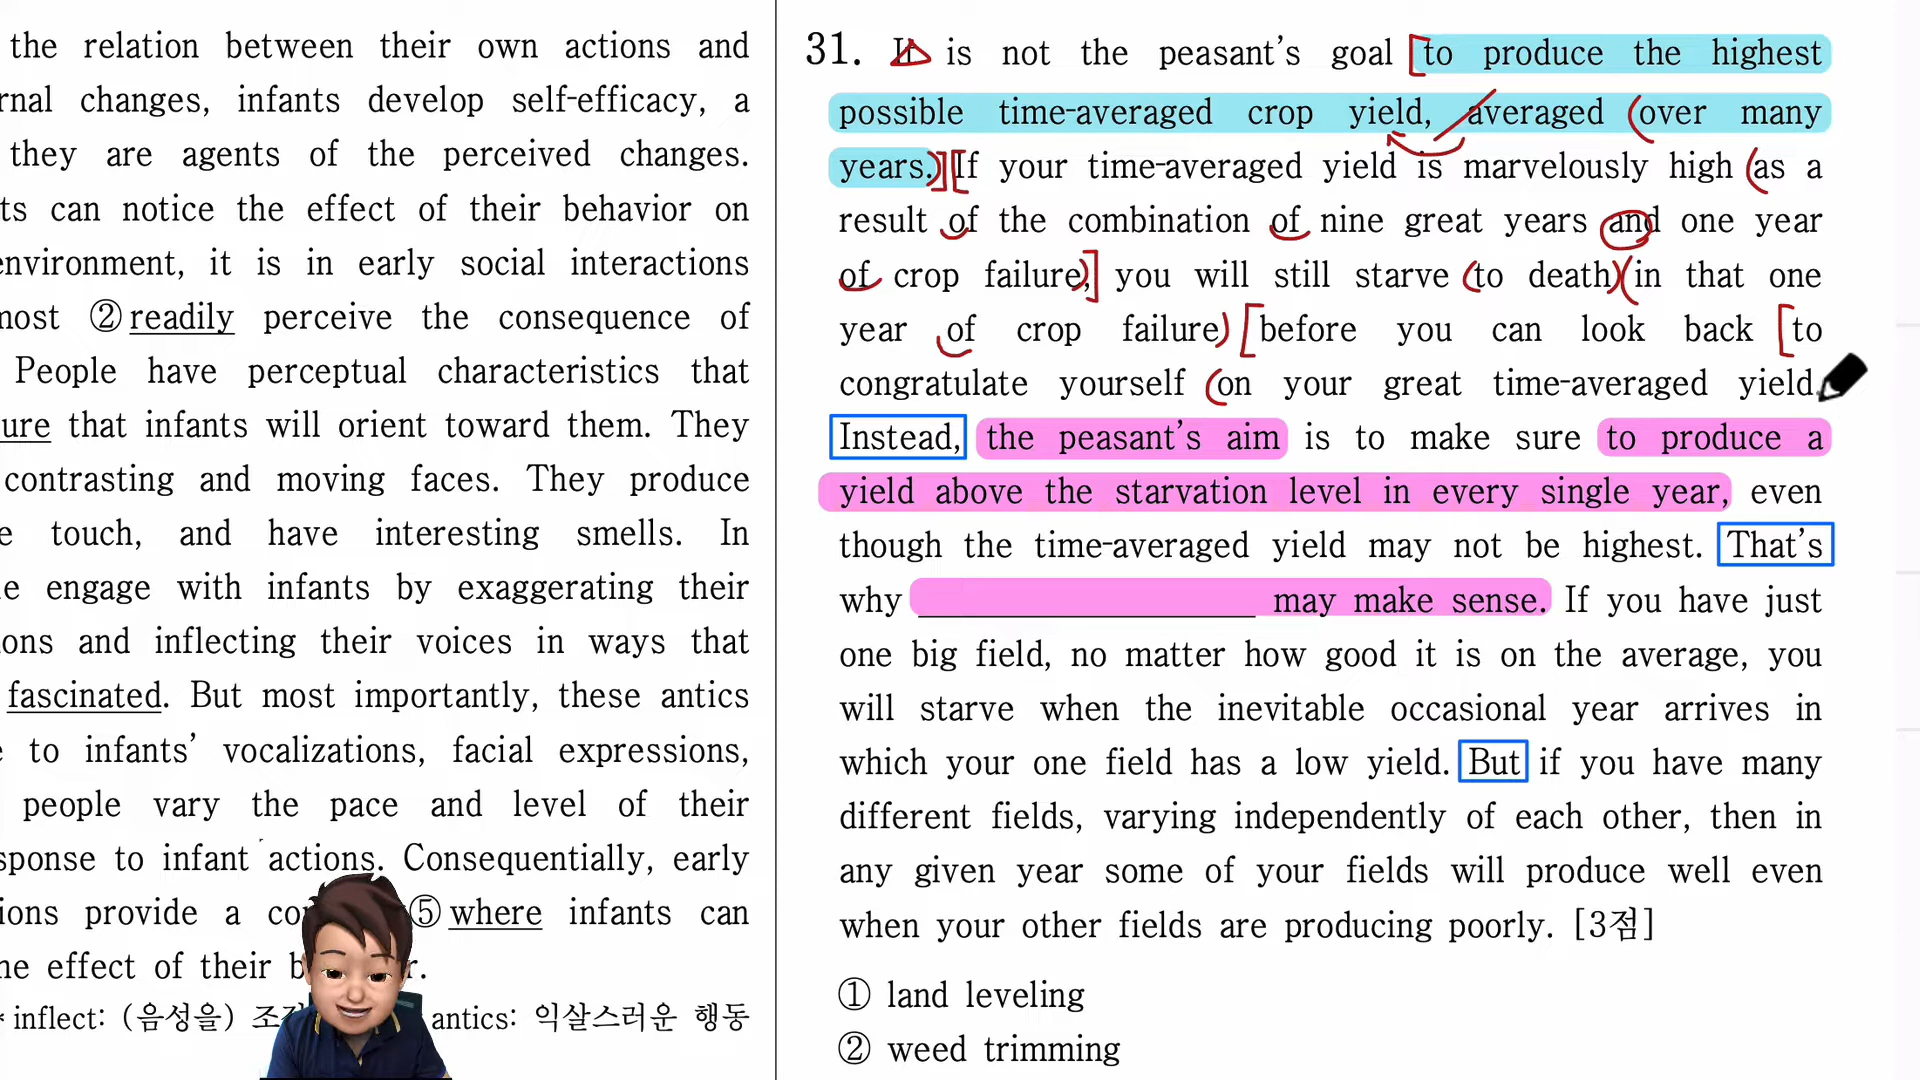 the relation between their own actions and
rnal changes, infants develop self-efficacy, a
they are agents of the perceived changes.
ts can notice the effect of their behavior on
environment, it is in early social interactions
most ② readily perceive the consequence of
People have perceptual characteristics that
ure that infants will orient toward them. They
contrasting and moving faces. They produce
e touch, and have interesting smells. In
e engage with infants by exaggerating their
ons and inflecting their voices in ways that
fascinated. But most importantly, these antics
e to infants' vocalizations, facial expressions,
people vary the pace and level of their
sponse to infant actions. Consequentially, early
ions provide a co ⑤ where infants can
he effect of their b r.
* inflect: (음성을) 조 antics: 익살스러운 행동
31. It is not the peasant's goal to produce the highest
possible time-averaged crop yield, averaged over many
years. If your time-averaged yield is marvelously high as a
result of the combination of nine great years and one year
of crop failure, you will still starve to death in that one
year of crop failure before you can look back to
congratulate yourself on your great time-averaged yield.
Instead, the peasant's aim is to make sure to produce a
yield above the starvation level in every single year, even
though the time-averaged yield may not be highest. That's
why ____________ may make sense. If you have just
one big field, no matter how good it is on the average, you
will starve when the inevitable occasional year arrives in
which your one field has a low yield. But if you have many
different fields, varying independently of each other, then in
any given year some of your fields will produce well even
when your other fields are producing poorly. [3점]
① land leveling
② weed trimming